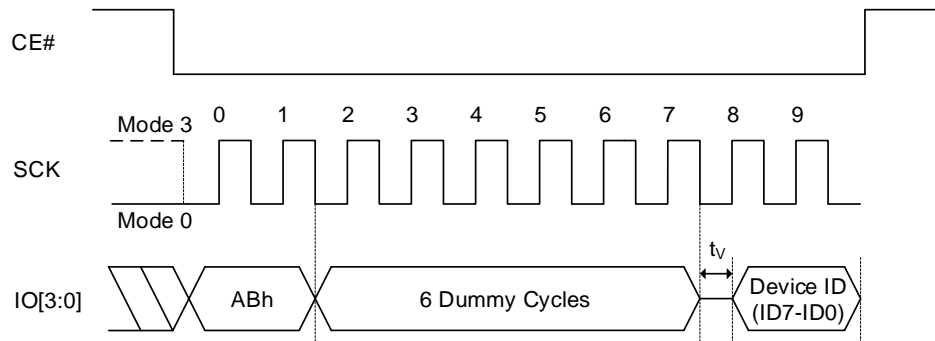 CE#
0 1 2 3 4 5 6 7 8 9
Mode 3
SCK
Mode 0
tV
IO[3:0]
ABh
6 Dummy Cycles
Device ID
(ID7-ID0)